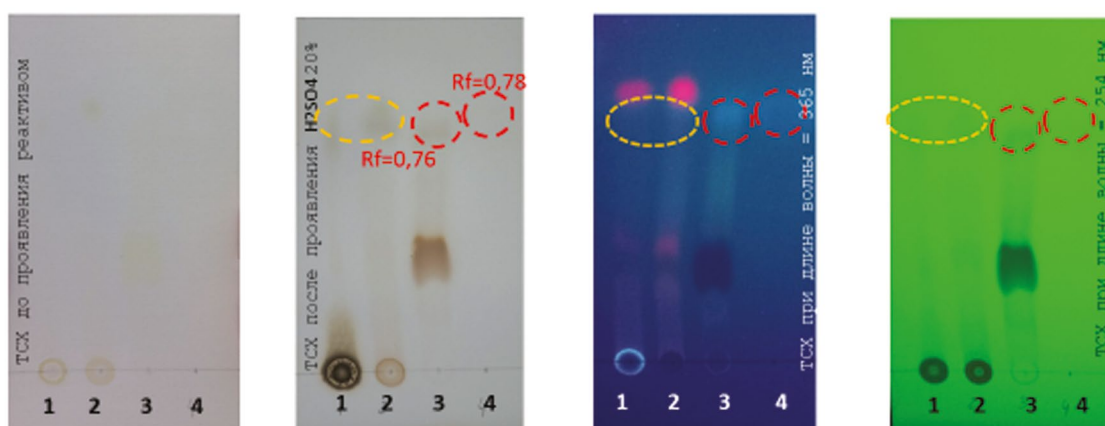 ТСХ до проявления реактивом
1 2 3 4
ТСХ после проявления H2SO4 20%
Rf=0,78
Rf=0,76
1 2 3 4
ТСХ при длине волны = 365 нм
1 2 3 4
ТСХ при длине волны = 254 нм
1 2 3 4